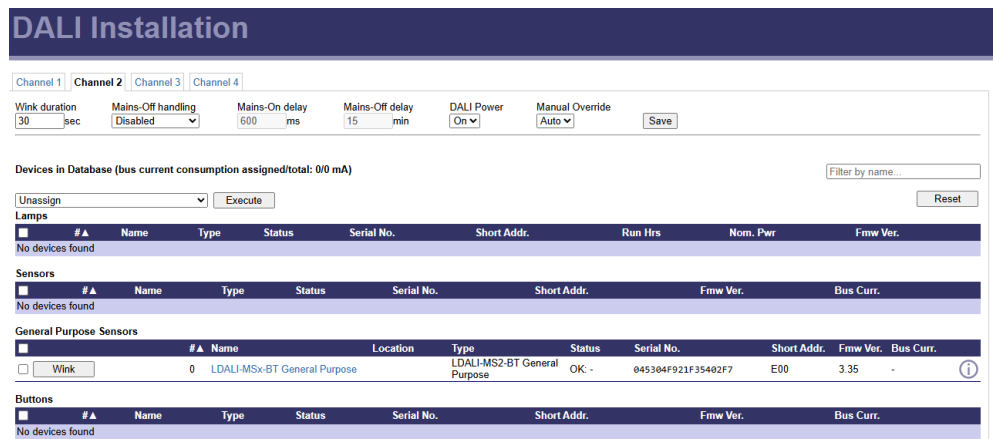 DALI Installation
Channel 1 Channel 2 Channel 3 Channel 4
Wink duration Mains-Off handling Mains-On delay Mains-Off delay DALI Power Manual Override
30 sec Disabled 600 ms 15 min On Auto Save
Devices in Database (bus current consumption assigned/total: 0/0 mA) Filter by name...
Unassign Execute Reset
Lamps
#▲ Name Type Status Serial No. Short Addr. Run Hrs Nom. Pwr Fmw Ver.
No devices found
Sensors
#▲ Name Type Status Serial No. Short Addr. Fmw Ver. Bus Curr.
No devices found
General Purpose Sensors
#▲ Name Location Type Status Serial No. Short Addr. Fmw Ver. Bus Curr.
Wink 0 LDALI-MSx-BT General Purpose LDALI-MS2-BT General Purpose OK: - 045304F921F35402F7 E00 3.35 - i
Buttons
#▲ Name Type Status Serial No. Short Addr. Fmw Ver. Bus Curr.
No devices found